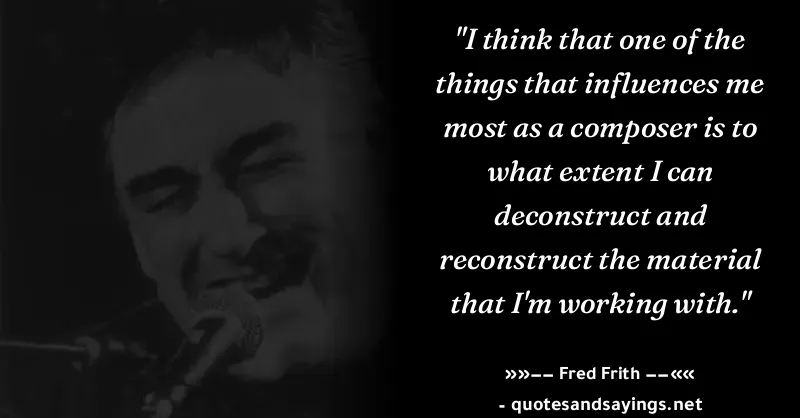 "I think that one of the
things that influences me
most as a composer is to
what extent I can
deconstruct and
reconstruct the material
that I'm working with."
»»−− Fred Frith −−««
- quotesandsayings.net